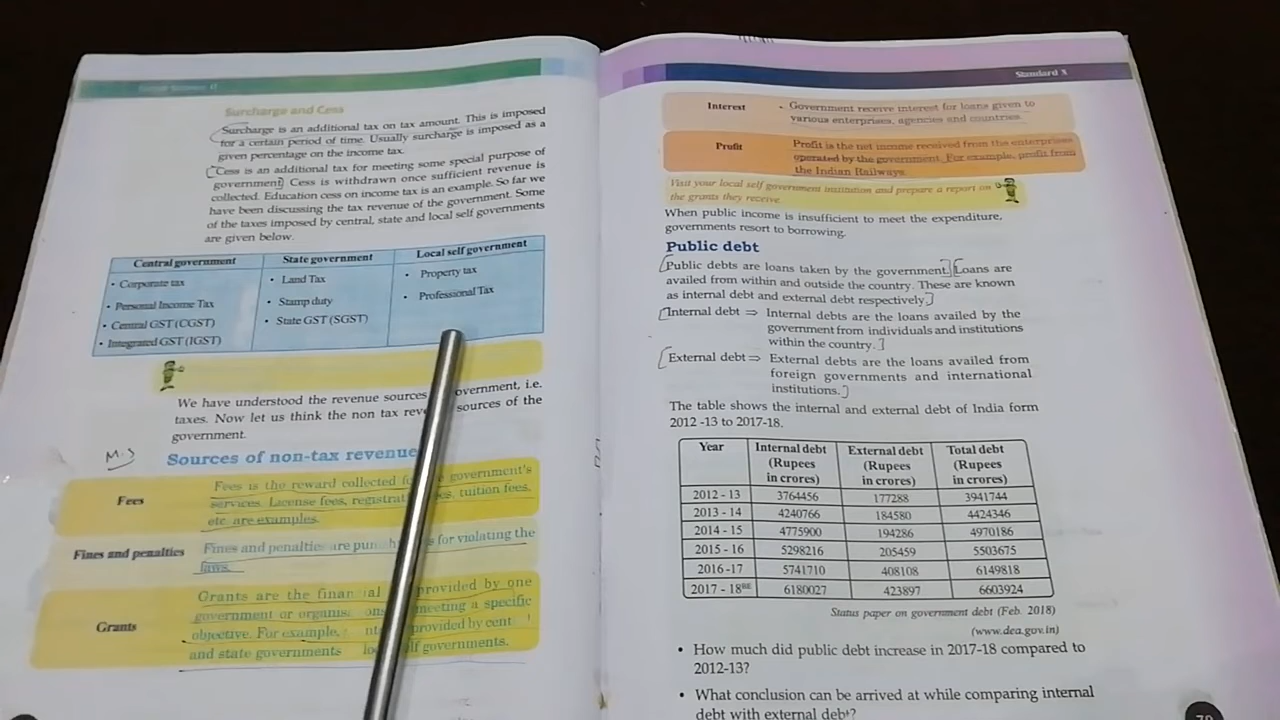 Social Science II
Surcharge and Cess
Surcharge is an additional tax on tax amount. This is imposed
for a certain period of time. Usually surcharge is imposed as a
given percentage on the income tax.
Cess is an additional tax for meeting some special purpose of
government. Cess is withdrawn once sufficient revenue is
collected. Education cess on income tax is an example. So far we
have been discussing the tax revenue of the government. Some
of the taxes imposed by central, state and local self governments
are given below.
Central government State government Local self government
• Corporate tax • Land Tax • Property tax
• Personal Income Tax • Stamp duty • Professional Tax
• Central GST (CGST) • State GST (SGST)
• Integrated GST (IGST)
We have understood the revenue sources government, i.e.
taxes. Now let us think the non tax sources of the
government.
Sources of non-tax revenue
Fees
Fees is the reward collected government's
services. License fees, tuition fees,
etc. are examples.
Fines and penalties
Fines and penalties are for violating the
laws.
Grants
Grants are the provided by one
government or meeting a specific
objective. For example, provided by
and state governments governments.
Standard X
Interest - Government receive interest for loans given to
various enterprises, agencies and countries.
Profit
Profit is the net income received from the enterprises
operated by the government. For example, profit from
the Indian Railways.
Visit your local self government institution and prepare a report on
the grants they receive.
When public income is insufficient to meet the expenditure,
governments resort to borrowing.
Public debt
Public debts are loans taken by the government. Loans are
availed from within and outside the country. These are known
as internal debt and external debt respectively.
Internal debt ⇒ Internal debts are the loans availed by the
government from individuals and institutions
within the country.
External debt ⇒ External debts are the loans availed from
foreign governments and international
institutions.
The table shows the internal and external debt of India form
2012 -13 to 2017-18.
Year Internal debt (Rupees in crores) External debt (Rupees in crores) Total debt (Rupees in crores)
2012 - 13 3764456 177288 3941744
2013 - 14 4240766 184580 4424346
2014 - 15 4775900 194286 4970186
2015 - 16 5298216 205459 5503675
2016 -17 5741710 408108 6149818
2017 - 18BE 6180027 423897 6603924
Status paper on government debt (Feb. 2018)
(www.dea.gov.in)
• How much did public debt increase in 2017-18 compared to
2012-13?
• What conclusion can be arrived at while comparing internal
debt with external debt?